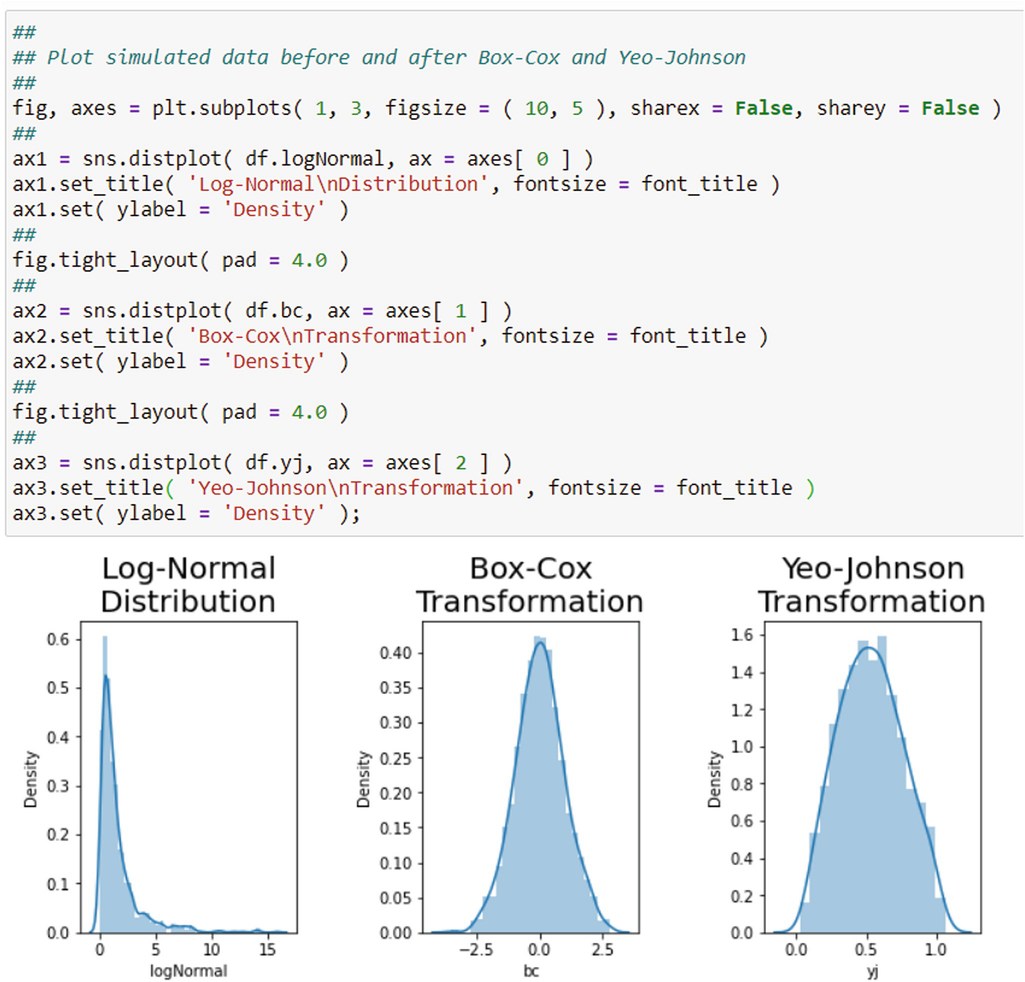 ##
## Plot simulated data before and after Box-Cox and Yeo-Johnson
##
fig, axes = plt.subplots( 1, 3, figsize = ( 10, 5 ), sharex = False, sharey = False )
##
ax1 = sns.distplot( df.logNormal, ax = axes[ 0 ] )
ax1.set_title( 'Log-Normal\nDistribution', fontsize = font_title )
ax1.set( ylabel = 'Density' )
##
fig.tight_layout( pad = 4.0 )
##
ax2 = sns.distplot( df.bc, ax = axes[ 1 ] )
ax2.set_title( 'Box-Cox\nTransformation', fontsize = font_title )
ax2.set( ylabel = 'Density' )
##
fig.tight_layout( pad = 4.0 )
##
ax3 = sns.distplot( df.yj, ax = axes[ 2 ] )
ax3.set_title( 'Yeo-Johnson\nTransformation', fontsize = font_title )
ax3.set( ylabel = 'Density' );
Log-Normal
Distribution
0.6
0.5
0.4
0.3
0.2
0.1
0.0
Density
0 5 10 15
logNormal
Box-Cox
Transformation
0.40
0.35
0.30
0.25
0.20
0.15
0.10
0.05
0.00
Density
−2.5 0.0 2.5
bc
Yeo-Johnson
Transformation
1.6
1.4
1.2
1.0
0.8
0.6
0.4
0.2
0.0
Density
0.0 0.5 1.0
yj